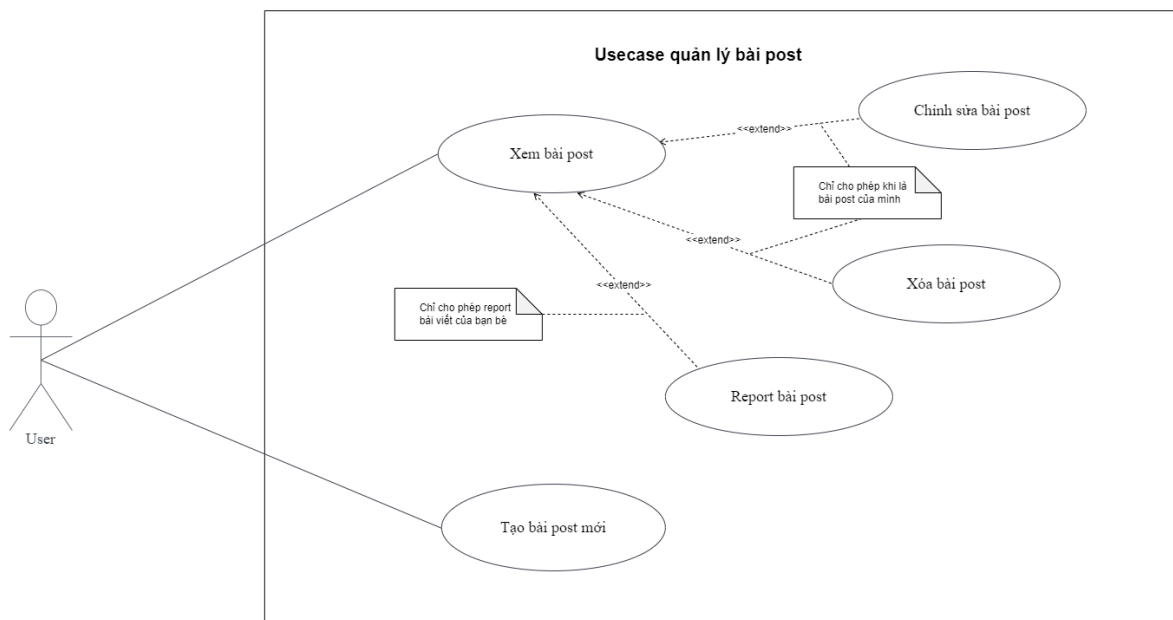 Usecase quản lý bài post
Chỉnh sửa bài post
<<extend>>
Xem bài post
Chỉ cho phép khi là
bài post của mình
<<extend>>
Xóa bài post
<<extend>>
Chỉ cho phép report
bài viết của bạn bè
Report bài post
User
Tạo bài post mới